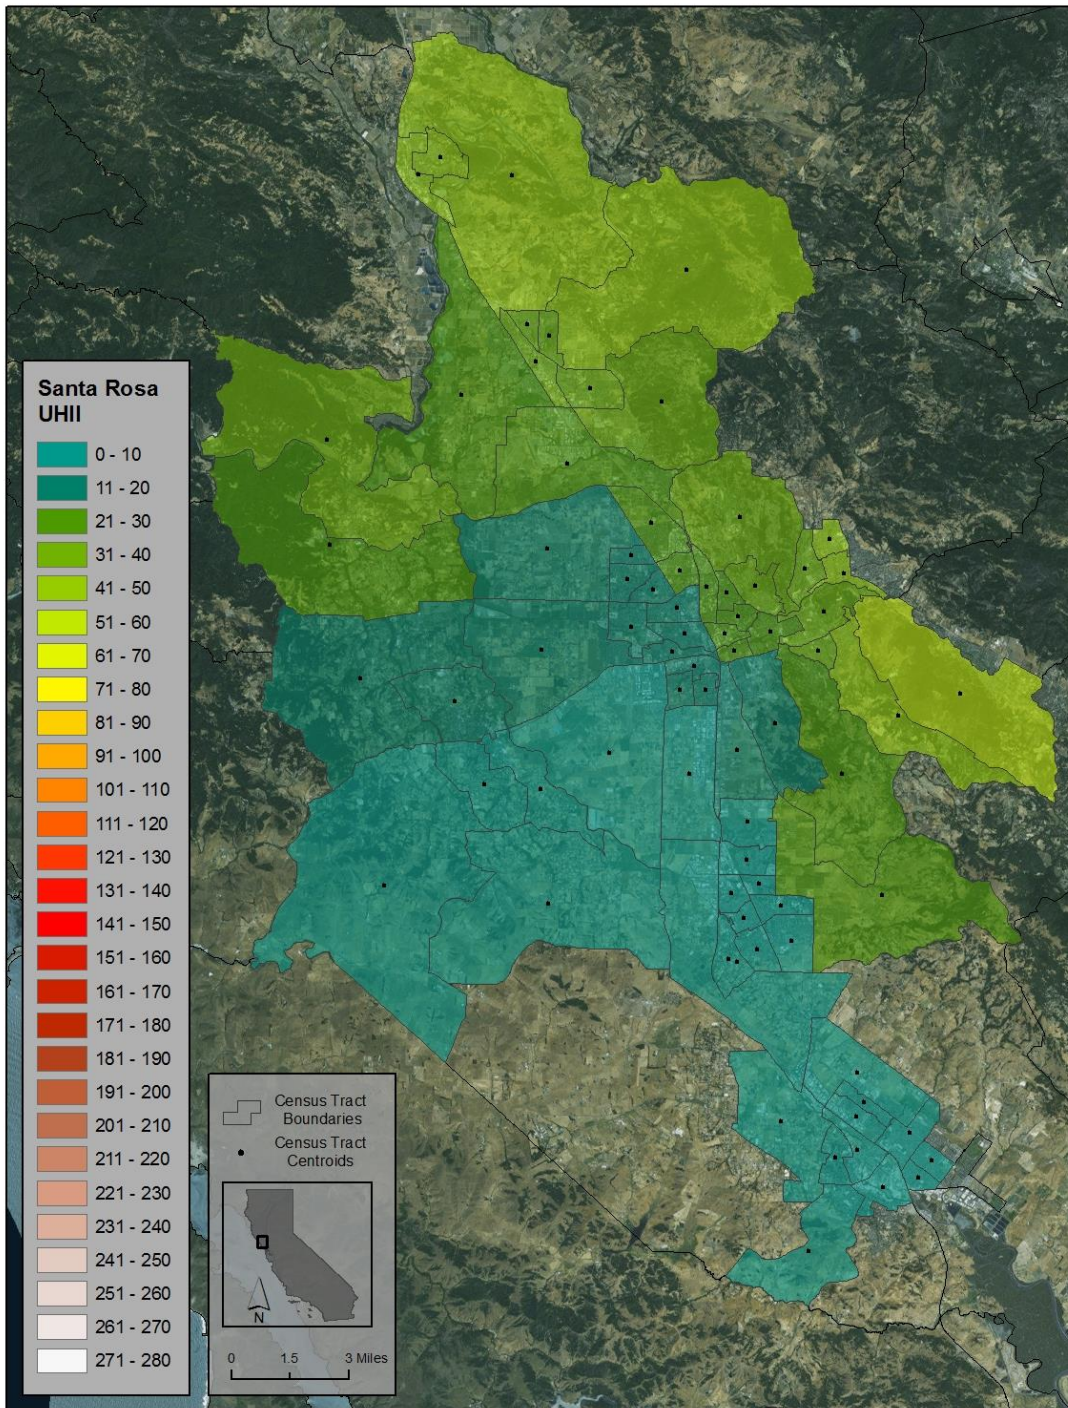 Santa Rosa
UHII
0 - 10
11 - 20
21 - 30
31 - 40
41 - 50
51 - 60
61 - 70
71 - 80
81 - 90
91 - 100
101 - 110
111 - 120
121 - 130
131 - 140
141 - 150
151 - 160
161 - 170
171 - 180
181 - 190
191 - 200
201 - 210
211 - 220
221 - 230
231 - 240
241 - 250
251 - 260
261 - 270
271 - 280
Census Tract
Boundaries
Census Tract
Centroids
N
0 1.5 3 Miles